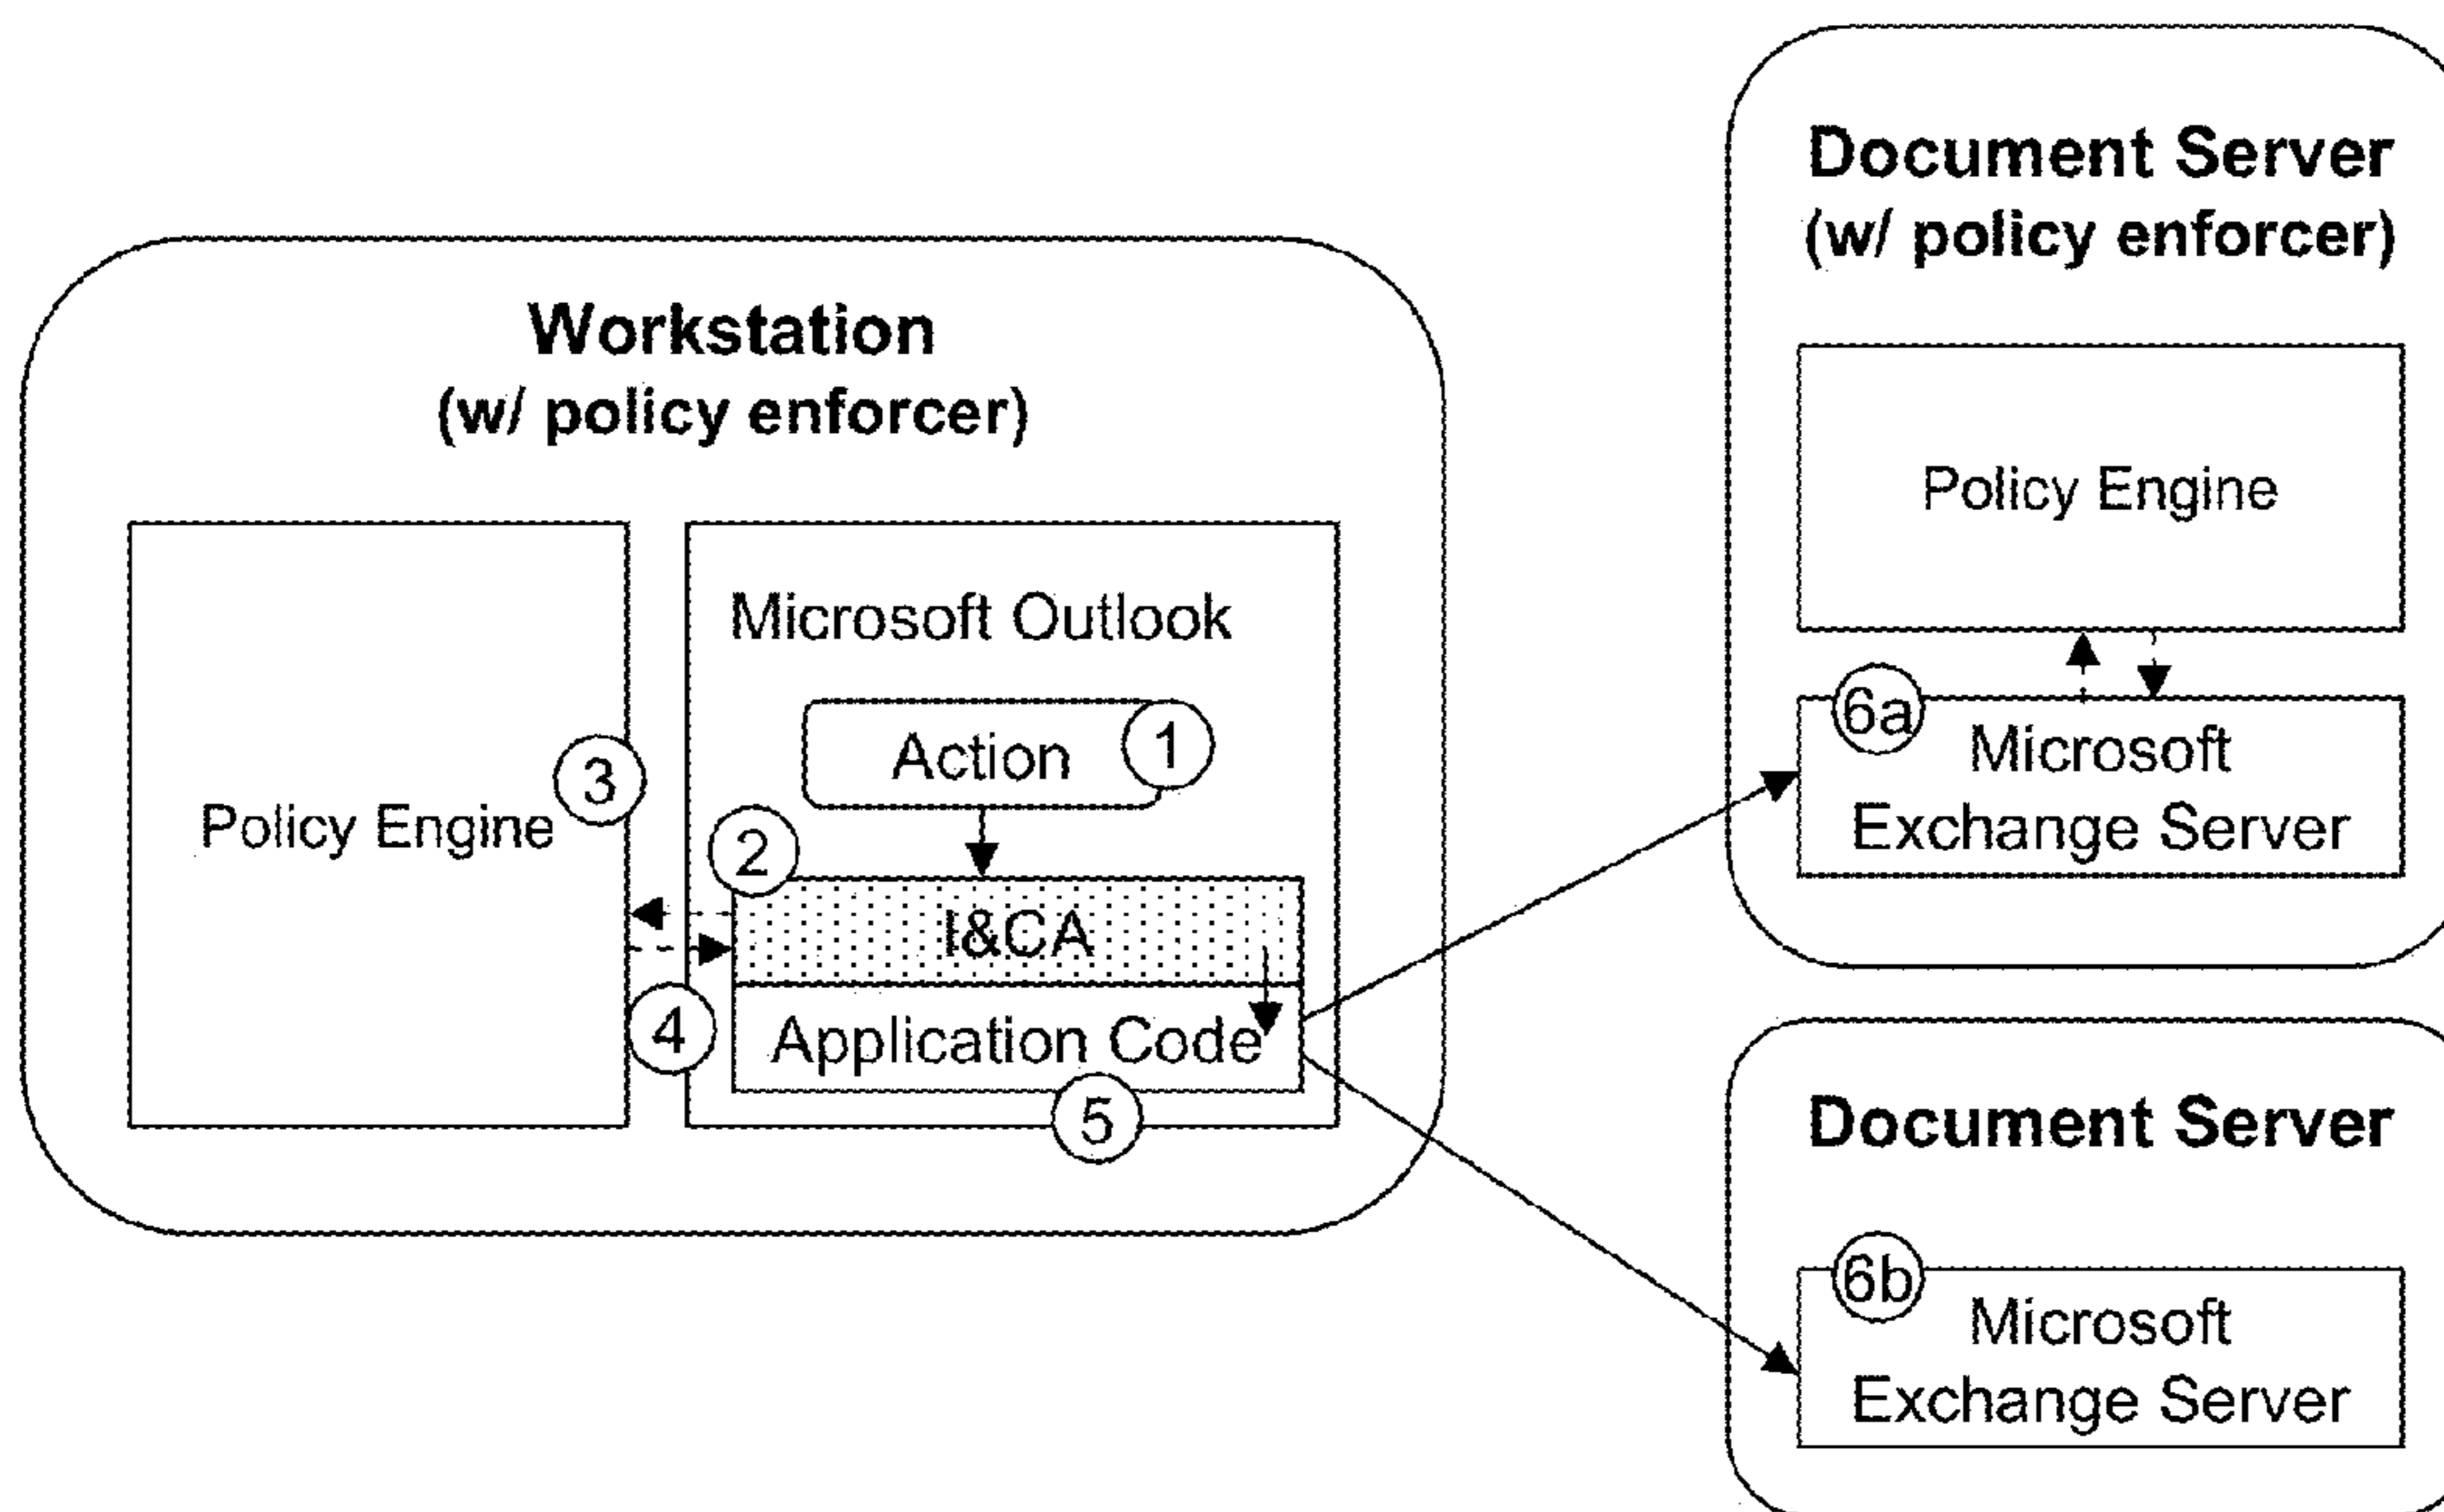 Workstation
(w/ policy enforcer)
Policy Engine
3
Microsoft Outlook
Action
1
2
I&CA
4
Application Code
5
Document Server
(w/ policy enforcer)
Policy Engine
6a
Microsoft
Exchange Server
Document Server
6b
Microsoft
Exchange Server